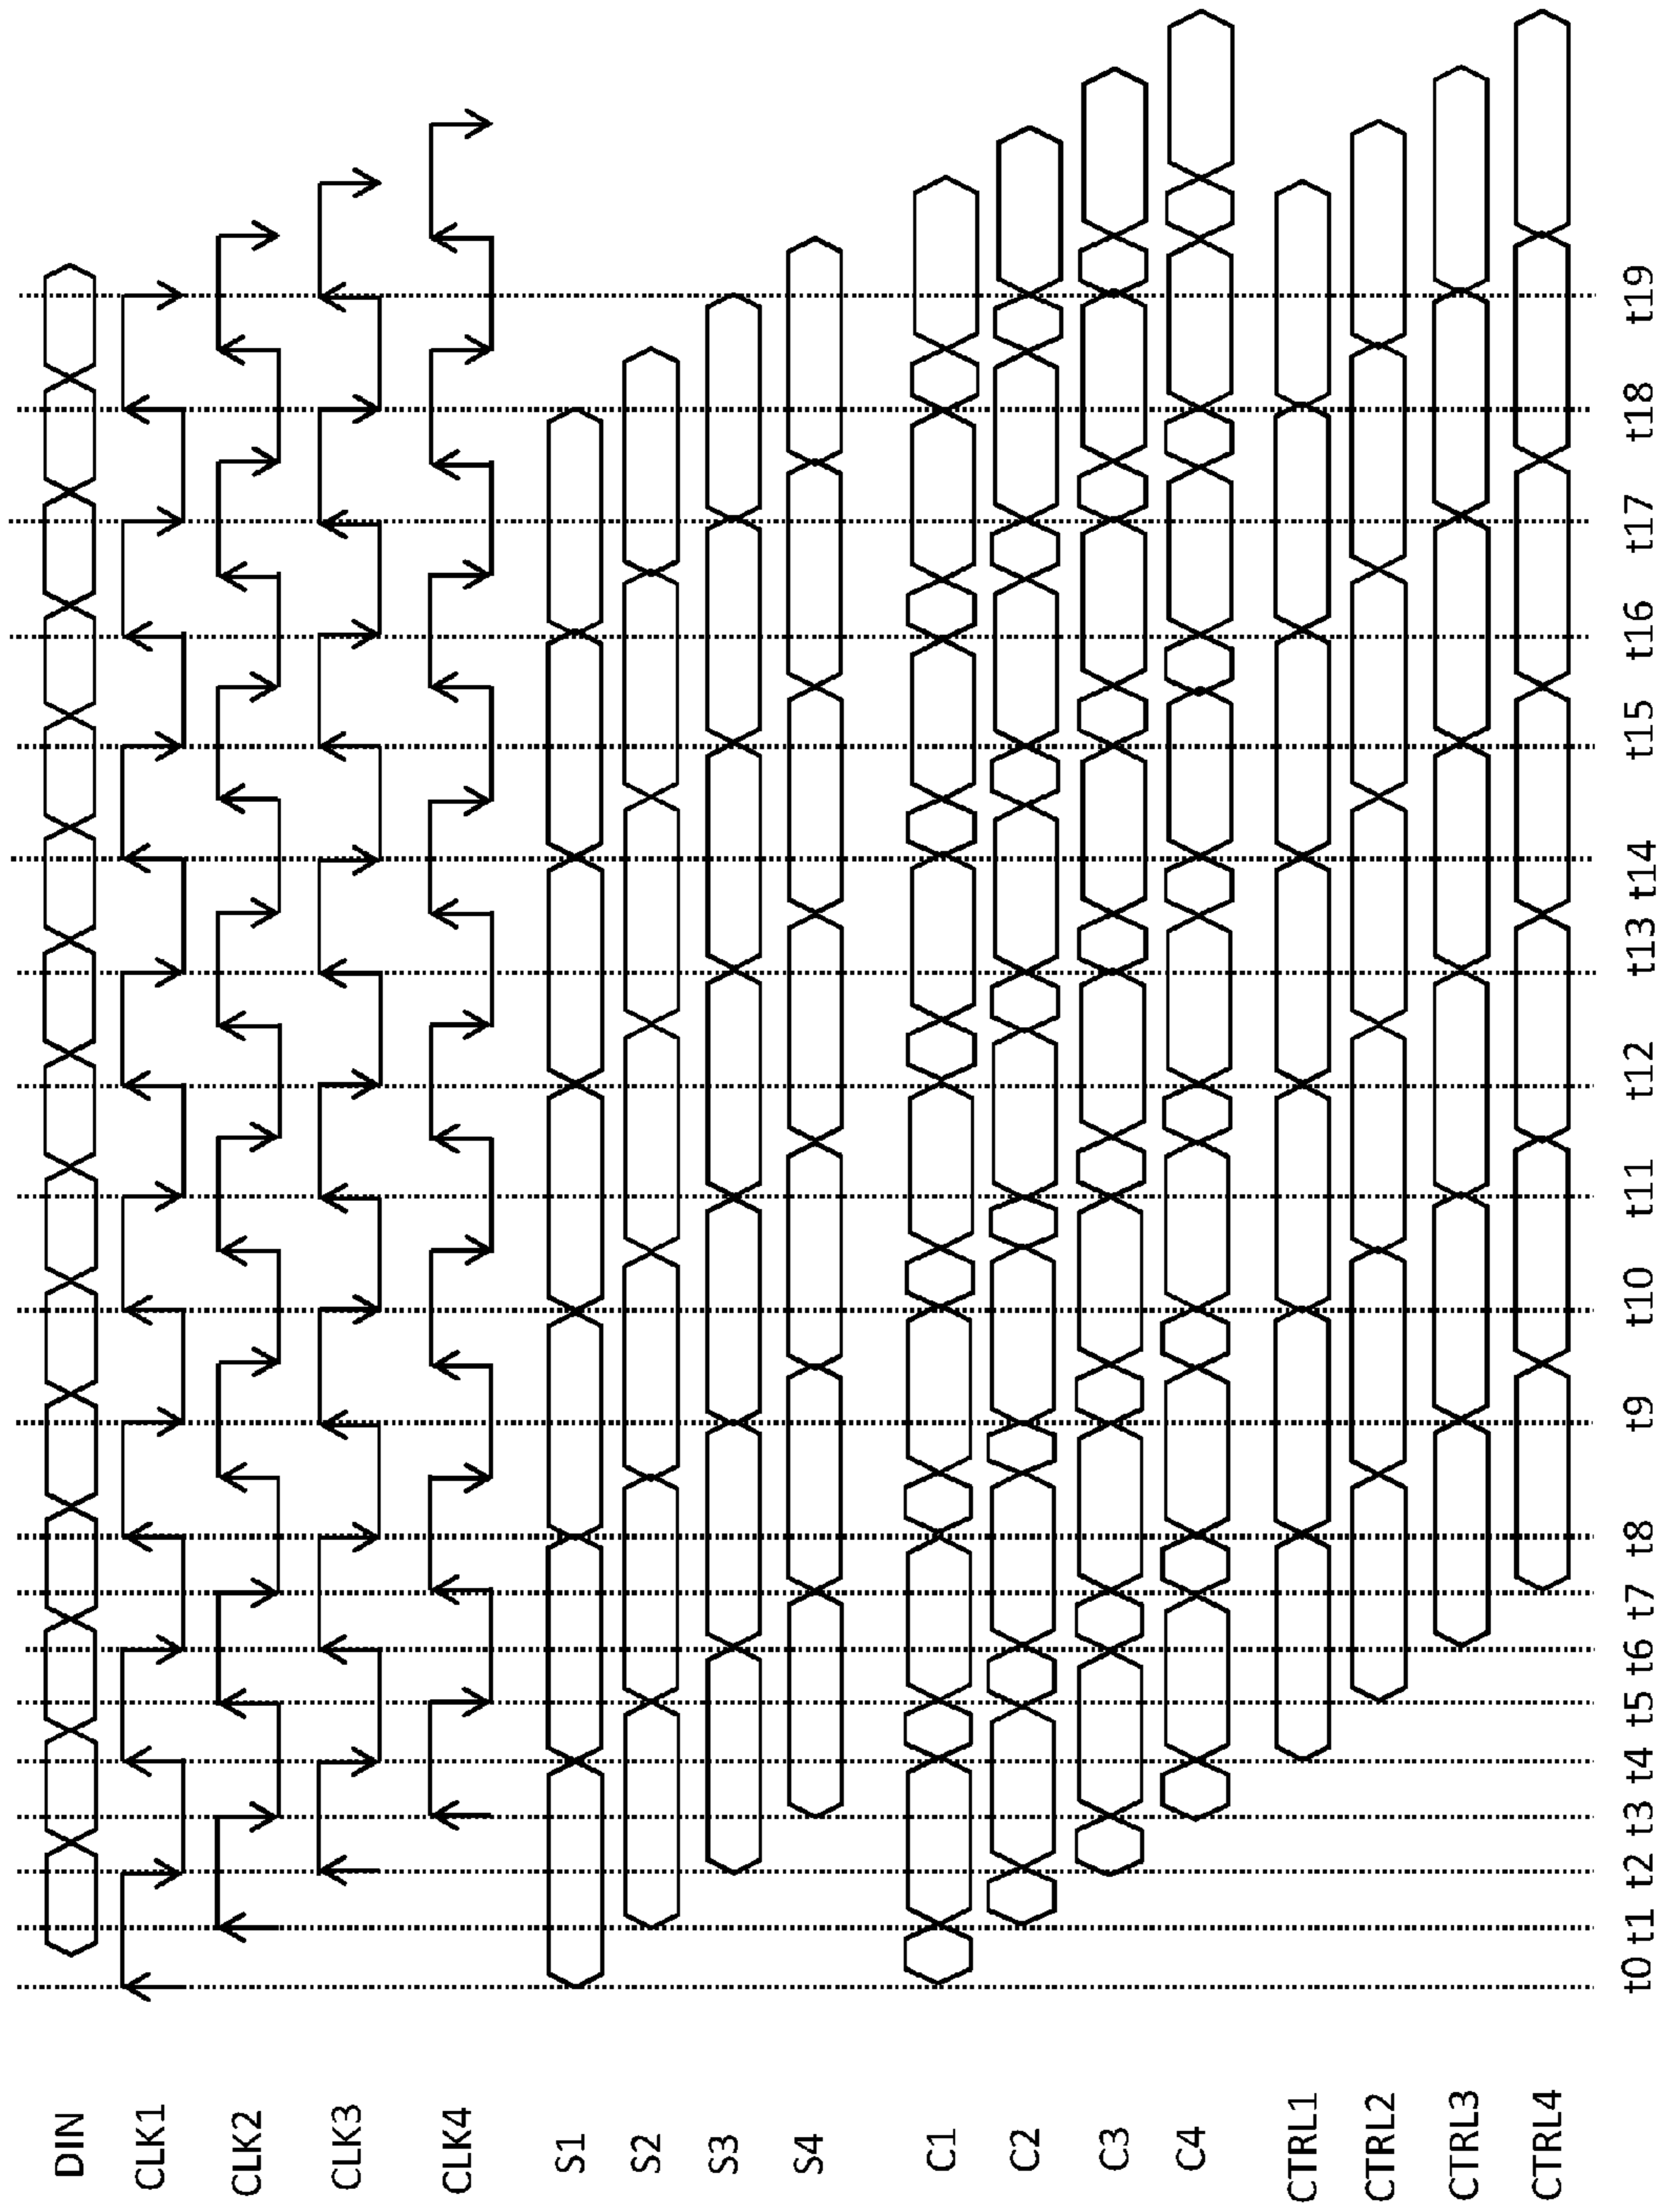 DIN
CLK1
CLK2
CLK3
CLK4
S1
S2
S3
S4
C1
C2
C3
C4
CTRL1
CTRL2
CTRL3
CTRL4
t0 t1 t2 t3 t4 t5 t6 t7 t8 t9 t10 t11 t12 t13 t14 t15 t16 t17 t18 t19